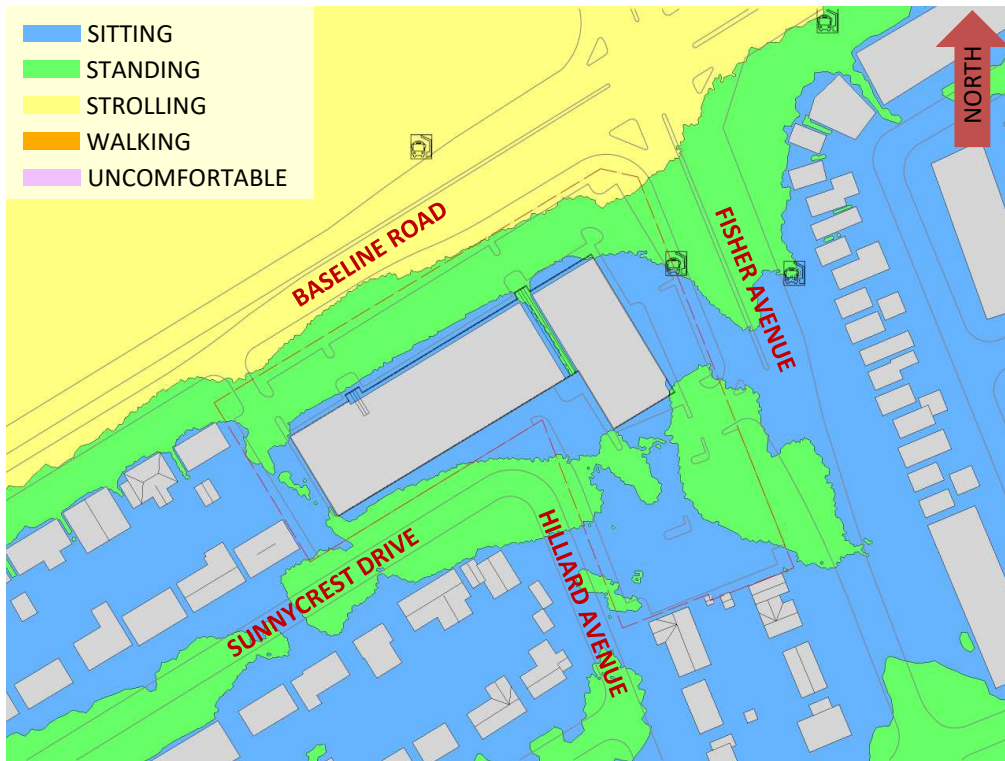 SITTING
STANDING
STROLLING
WALKING
UNCOMFORTABLE
NORTH
BASELINE ROAD
FISHER AVENUE
SUNNYCREST DRIVE
HILLIARD AVENUE